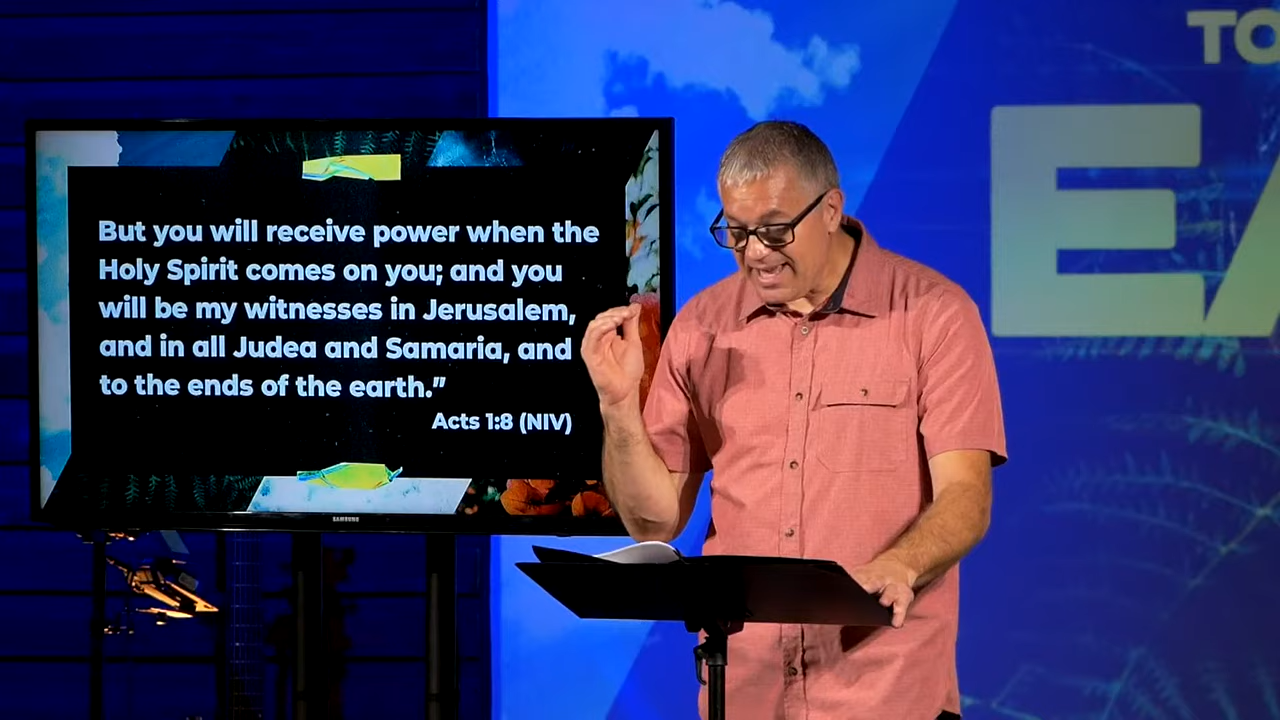 But you will receive power when the
Holy Spirit comes on you; and you
will be my witnesses in Jerusalem,
and in all Judea and Samaria, and
to the ends of the earth.”
Acts 1:8 (NIV)
SAMSUNG
TO
EA